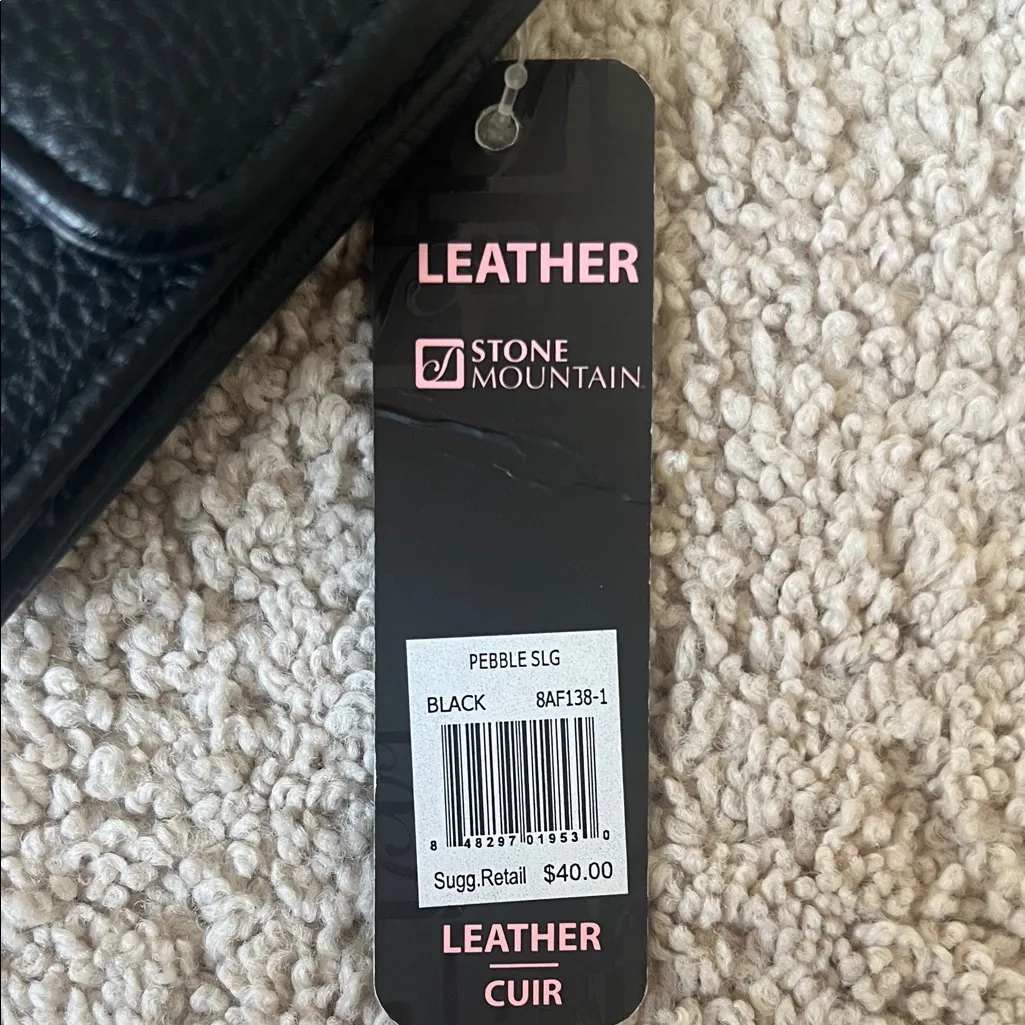 LEATHER
STONE
MOUNTAIN
PEBBLE SLG
BLACK 8AF138-1
8 48297 01953 0
Sugg.Retail $40.00
LEATHER
CUIR